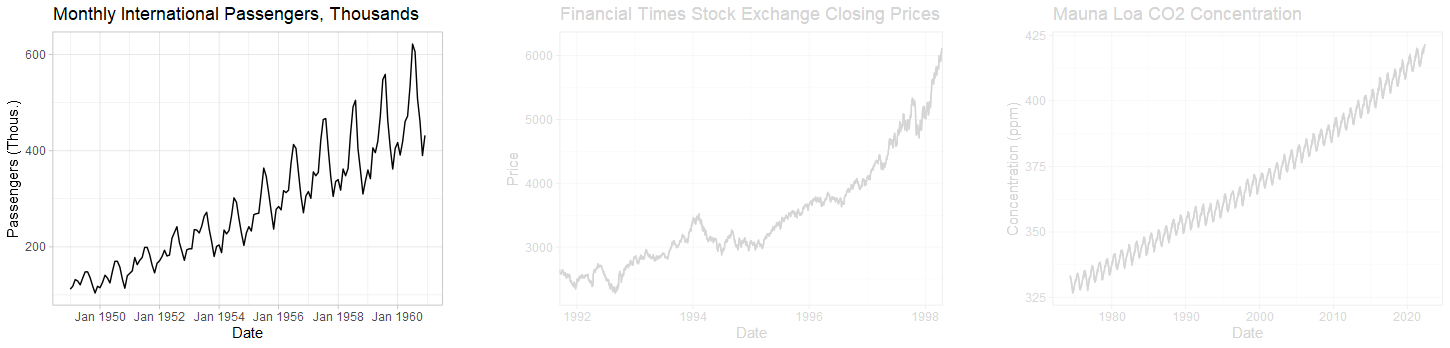 Monthly International Passengers, Thousands
600
400
200
Passengers (Thous.)
Jan 1950 Jan 1952 Jan 1954 Jan 1956 Jan 1958 Jan 1960
Date
Financial Times Stock Exchange Closing Prices
6000
5000
4000
3000
Price
1992 1994 1996 1998
Date
Mauna Loa CO2 Concentration
425
400
375
350
325
Concentration (ppm)
1980 1990 2000 2010 2020
Date